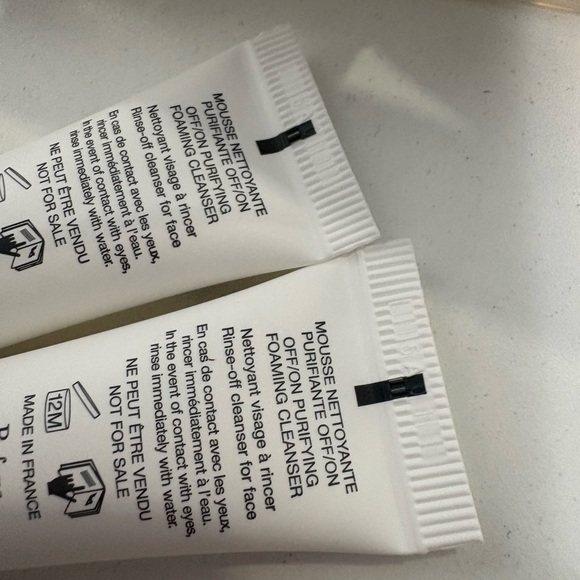 MOUSSE NETTOYANTE
PURIFIANTE OFF/ON
OFF/ON PURIFYING
FOAMING CLEANSER
Nettoyant visage à rincer
Rinse-off cleanser for face
En cas de contact avec les yeux,
rincer immédiatement à l'eau.
In the event of contact with eyes,
rinse immediately with water.
NE PEUT ÊTRE VENDU
NOT FOR SALE
MOUSSE NETTOYANTE
PURIFIANTE OFF/ON
OFF/ON PURIFYING
FOAMING CLEANSER
Nettoyant visage à rincer
Rinse-off cleanser for face
En cas de contact avec les yeux,
rincer immédiatement à l'eau.
In the event of contact with eyes,
rinse immediately with water.
NE PEUT ÊTRE VENDU
NOT FOR SALE
12M
MADE IN FRANCE